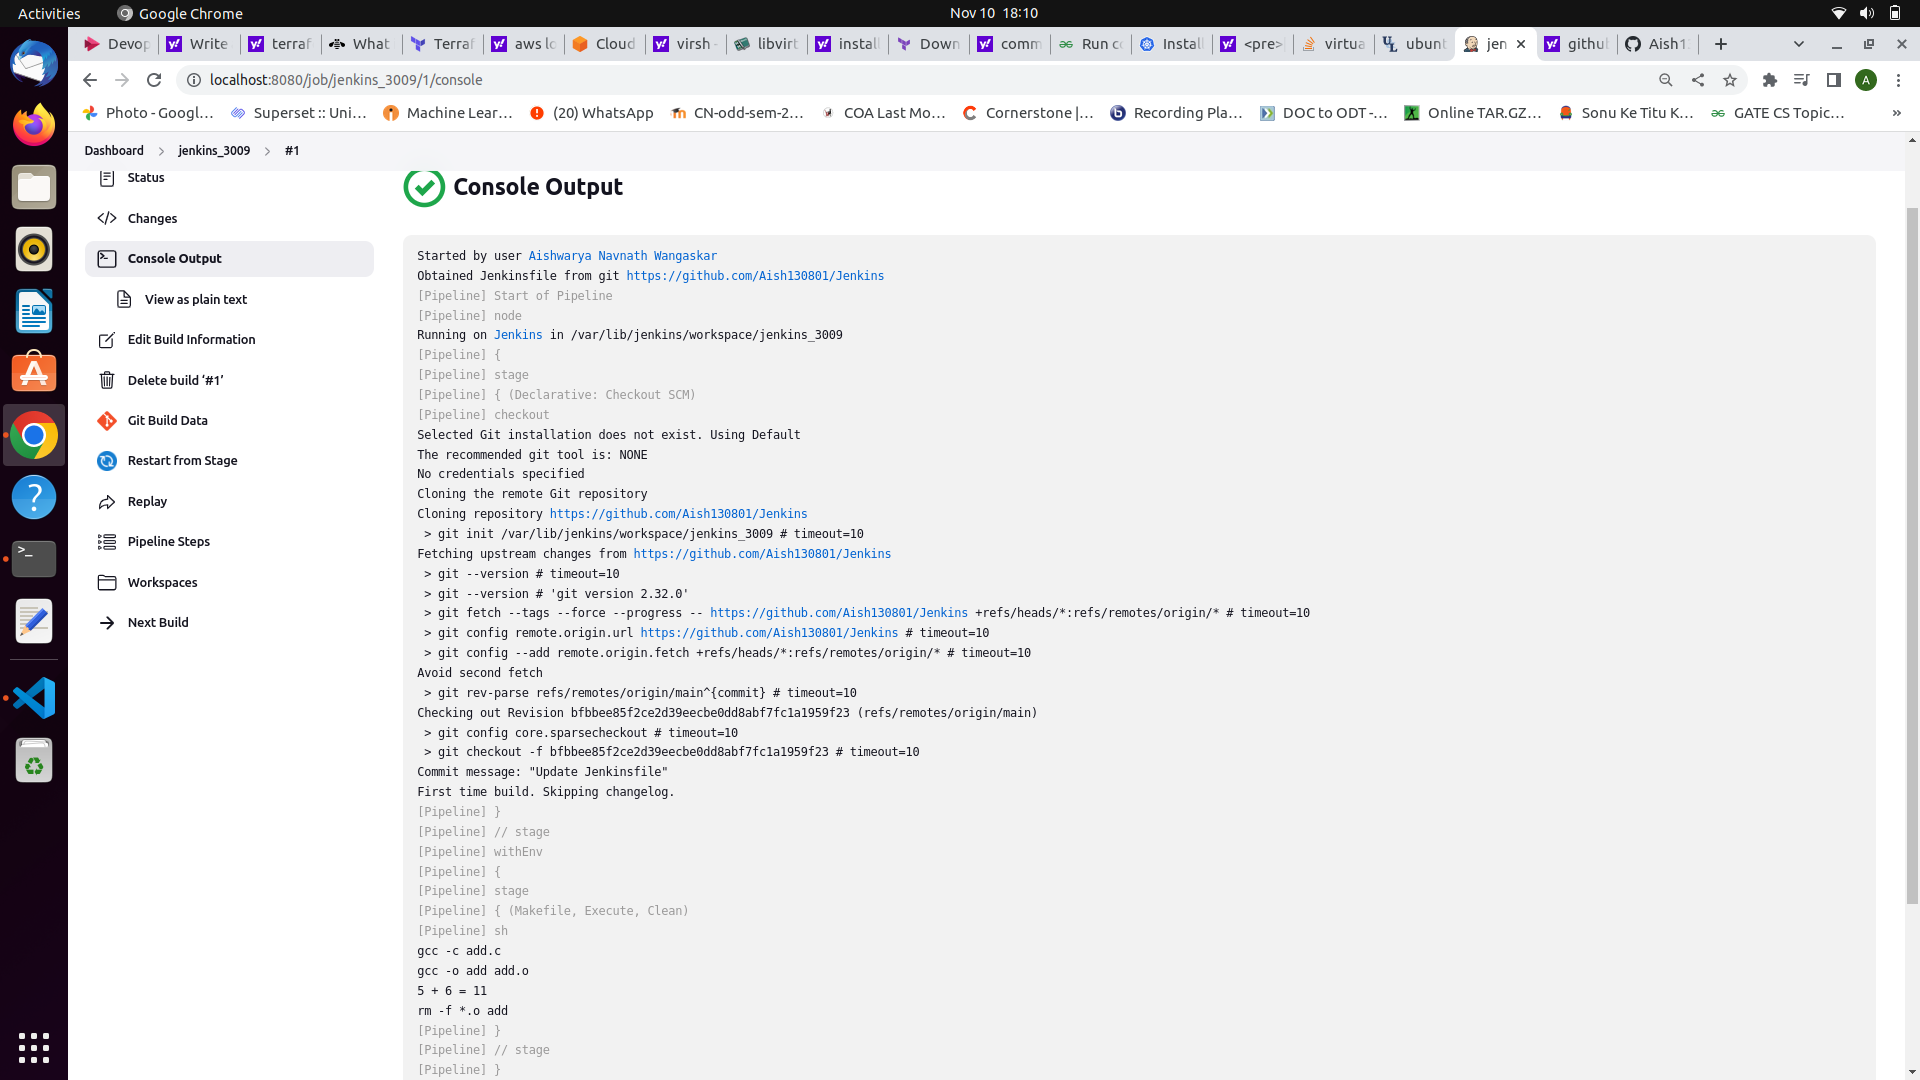 Activities
Google Chrome
Nov 10 18:10
Devop
Write
terraf
What
Terraf
aws lo
Cloud
virsh -
libvirt
install
Down
comm
Run co
Install
<pre>
virtua
ubunt
jen
githul
Aish1
localhost:8080/job/jenkins_3009/1/console
A
Photo - Googl...
Superset :: Uni...
Machine Lear...
(20) WhatsApp
CN-odd-sem-2...
COA Last Mo...
Cornerstone |...
Recording Pla...
DOC to ODT -...
Online TAR.GZ...
Sonu Ke Titu K...
GATE CS Topic...
»
Dashboard > jenkins_3009 > #1
Status
Changes
Console Output
View as plain text
Edit Build Information
Delete build ‘#1’
Git Build Data
Restart from Stage
Replay
Pipeline Steps
Workspaces
Next Build
Console Output
Started by user Aishwarya Navnath Wangaskar
Obtained Jenkinsfile from git https://github.com/Aish130801/Jenkins
[Pipeline] Start of Pipeline
[Pipeline] node
Running on Jenkins in /var/lib/jenkins/workspace/jenkins_3009
[Pipeline] {
[Pipeline] stage
[Pipeline] { (Declarative: Checkout SCM)
[Pipeline] checkout
Selected Git installation does not exist. Using Default
The recommended git tool is: NONE
No credentials specified
Cloning the remote Git repository
Cloning repository https://github.com/Aish130801/Jenkins
> git init /var/lib/jenkins/workspace/jenkins_3009 # timeout=10
Fetching upstream changes from https://github.com/Aish130801/Jenkins
> git --version # timeout=10
> git --version # 'git version 2.32.0'
> git fetch --tags --force --progress -- https://github.com/Aish130801/Jenkins +refs/heads/*:refs/remotes/origin/* # timeout=10
> git config remote.origin.url https://github.com/Aish130801/Jenkins # timeout=10
> git config --add remote.origin.fetch +refs/heads/*:refs/remotes/origin/* # timeout=10
Avoid second fetch
> git rev-parse refs/remotes/origin/main^{commit} # timeout=10
Checking out Revision bfbbee85f2ce2d39eecbe0dd8abf7fc1a1959f23 (refs/remotes/origin/main)
> git config core.sparsecheckout # timeout=10
> git checkout -f bfbbee85f2ce2d39eecbe0dd8abf7fc1a1959f23 # timeout=10
Commit message: "Update Jenkinsfile"
First time build. Skipping changelog.
[Pipeline] }
[Pipeline] // stage
[Pipeline] withEnv
[Pipeline] {
[Pipeline] stage
[Pipeline] { (Makefile, Execute, Clean)
[Pipeline] sh
gcc -c add.c
gcc -o add add.o
5 + 6 = 11
rm -f *.o add
[Pipeline] }
[Pipeline] // stage
[Pipeline] }